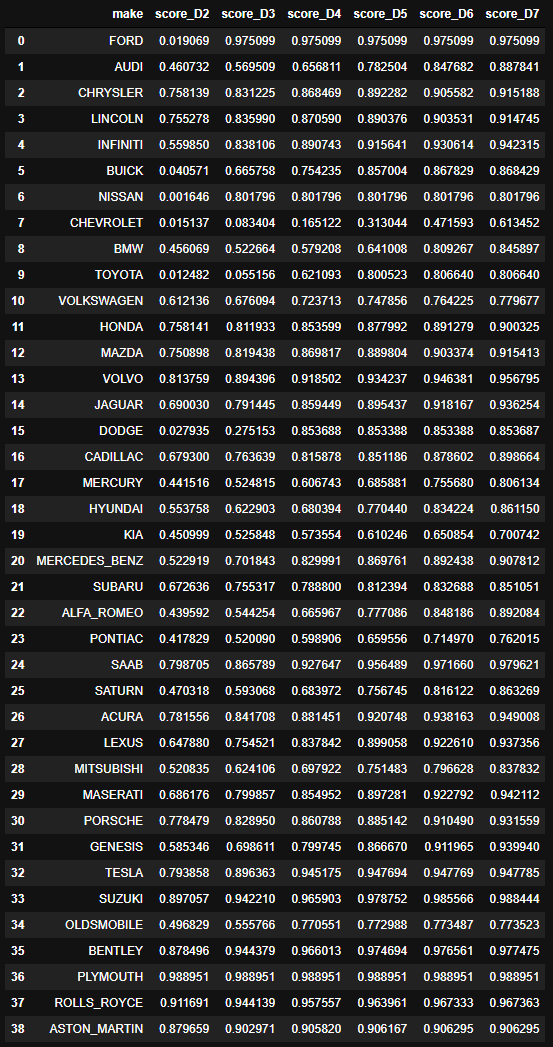 make score_D2 score_D3 score_D4 score_D5 score_D6 score_D7
0 FORD 0.019069 0.975099 0.975099 0.975099 0.975099 0.975099
1 AUDI 0.460732 0.569509 0.656811 0.782504 0.847682 0.887841
2 CHRYSLER 0.758139 0.831225 0.868469 0.892282 0.905582 0.915188
3 LINCOLN 0.755278 0.835990 0.870590 0.890376 0.903531 0.914745
4 INFINITI 0.559850 0.838106 0.890743 0.915641 0.930614 0.942315
5 BUICK 0.040571 0.665758 0.754235 0.857004 0.867829 0.868429
6 NISSAN 0.001646 0.801796 0.801796 0.801796 0.801796 0.801796
7 CHEVROLET 0.015137 0.083404 0.165122 0.313044 0.471593 0.613452
8 BMW 0.456069 0.522664 0.579208 0.641008 0.809267 0.845897
9 TOYOTA 0.012482 0.055156 0.621093 0.800523 0.806640 0.806640
10 VOLKSWAGEN 0.612136 0.676094 0.723713 0.747856 0.764225 0.779677
11 HONDA 0.758141 0.811933 0.853599 0.877992 0.891279 0.900325
12 MAZDA 0.750898 0.819438 0.869817 0.889804 0.903374 0.915413
13 VOLVO 0.813759 0.894396 0.918502 0.934237 0.946381 0.956795
14 JAGUAR 0.690030 0.791445 0.859449 0.895437 0.918167 0.936254
15 DODGE 0.027935 0.275153 0.853688 0.853388 0.853388 0.853687
16 CADILLAC 0.679300 0.763639 0.815878 0.851186 0.878602 0.898664
17 MERCURY 0.441516 0.524815 0.606743 0.685881 0.755680 0.806134
18 HYUNDAI 0.553758 0.622903 0.680394 0.770440 0.834224 0.861150
19 KIA 0.450999 0.525848 0.573554 0.610246 0.650854 0.700742
20 MERCEDES_BENZ 0.522919 0.701843 0.829991 0.869761 0.892438 0.907812
21 SUBARU 0.672636 0.755317 0.788800 0.812394 0.832688 0.851051
22 ALFA_ROMEO 0.439592 0.544254 0.665967 0.777086 0.848186 0.892084
23 PONTIAC 0.417829 0.520090 0.598906 0.659556 0.714970 0.762015
24 SAAB 0.798705 0.865789 0.927647 0.956489 0.971660 0.979621
25 SATURN 0.470318 0.593068 0.683972 0.756745 0.816122 0.863269
26 ACURA 0.781556 0.841708 0.881451 0.920748 0.938163 0.949008
27 LEXUS 0.647880 0.754521 0.837842 0.899058 0.922610 0.937356
28 MITSUBISHI 0.520835 0.624106 0.697922 0.751483 0.796628 0.837832
29 MASERATI 0.686176 0.799857 0.854952 0.897281 0.922792 0.942112
30 PORSCHE 0.778479 0.828950 0.860788 0.885142 0.910490 0.931559
31 GENESIS 0.585346 0.698611 0.799745 0.866670 0.911965 0.939940
32 TESLA 0.793858 0.896363 0.945175 0.947694 0.947769 0.947785
33 SUZUKI 0.897057 0.942210 0.965903 0.978752 0.985566 0.988444
34 OLDSMOBILE 0.496829 0.555766 0.770551 0.772988 0.773487 0.773523
35 BENTLEY 0.878496 0.944379 0.966013 0.974694 0.976561 0.977475
36 PLYMOUTH 0.988951 0.988951 0.988951 0.988951 0.988951 0.988951
37 ROLLS_ROYCE 0.911691 0.944139 0.957557 0.963961 0.967333 0.967363
38 ASTON_MARTIN 0.879659 0.902971 0.905820 0.906167 0.906295 0.906295